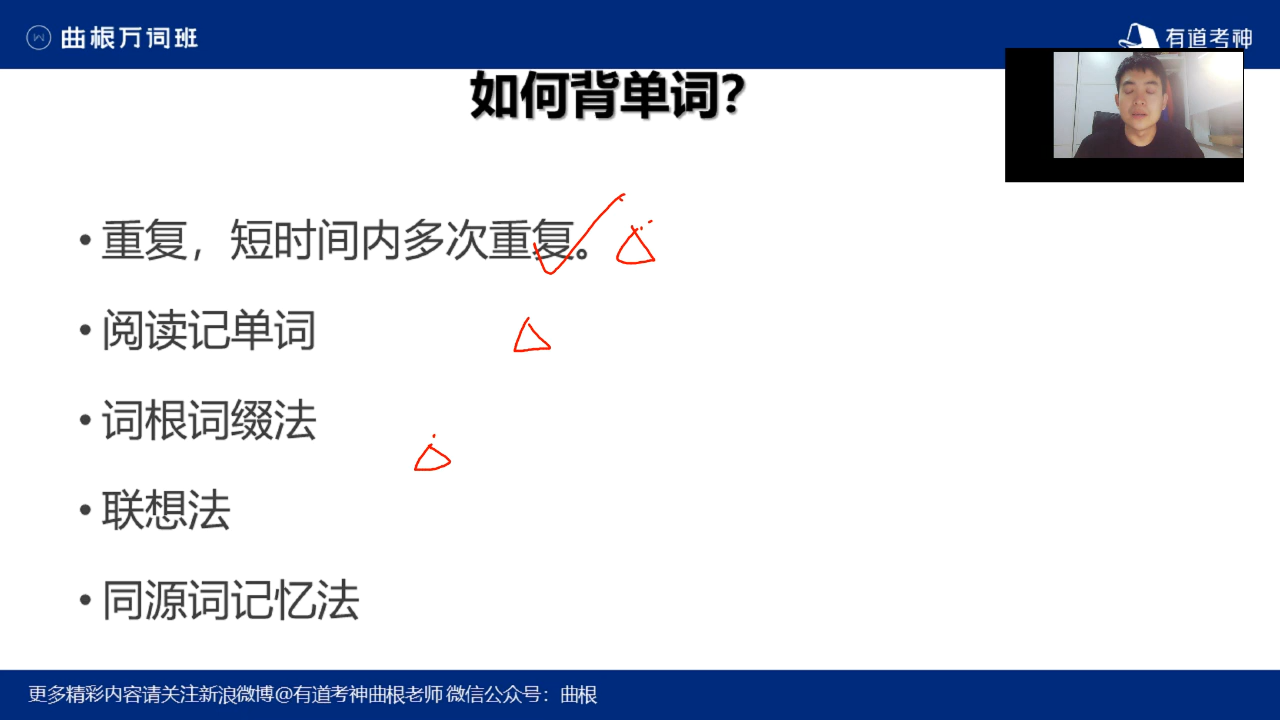 曲根万词班
有道考神
如何背单词?
• 重复，短时间内多次重复。
• 阅读记单词
• 词根词缀法
• 联想法
• 同源词记忆法
更多精彩内容请关注新浪微博@有道考神曲根老师 微信公众号：曲根